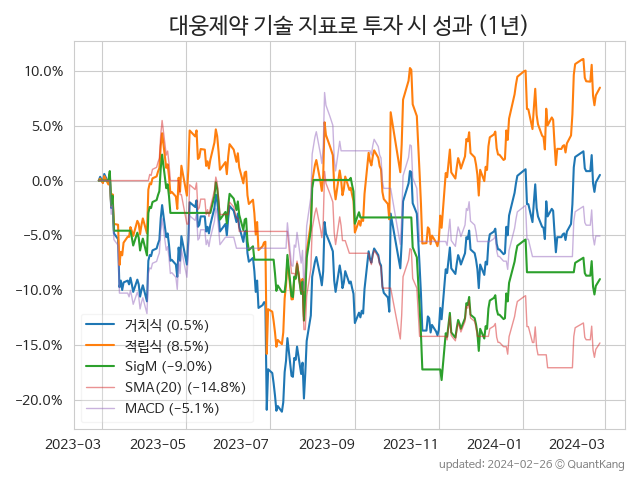 대웅제약 기술 지표로 투자 시 성과 (1년)
10.0%
5.0%
0.0%
−5.0%
−10.0%
−15.0%
−20.0%
거치식 (0.5%)
적립식 (8.5%)
SigM (−9.0%)
SMA(20) (−14.8%)
MACD (−5.1%)
2023−03 2023−05 2023−07 2023−09 2023−11 2024−01 2024−03
updated: 2024−02−26 © QuantKang